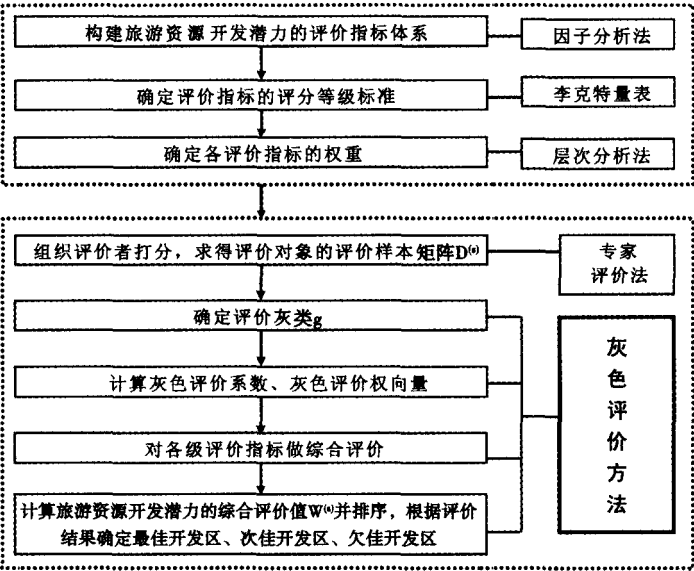 构建旅游资源开发潜力的评价指标体系
因子分析法
确定评价指标的评分等级标准
李克特量表
确定各评价指标的权重
层次分析法
组织评价者打分，求得评价对象的评价样本矩阵D⁽ˢ⁾
专家
评价法
确定评价灰类g
计算灰色评价系数、灰色评价权向量
对各级评价指标做综合评价
计算旅游资源开发潜力的综合评价值W⁽ˢ⁾并排序，根据评价
结果确定最佳开发区、次佳开发区、欠佳开发区
灰
色
评
价
方
法